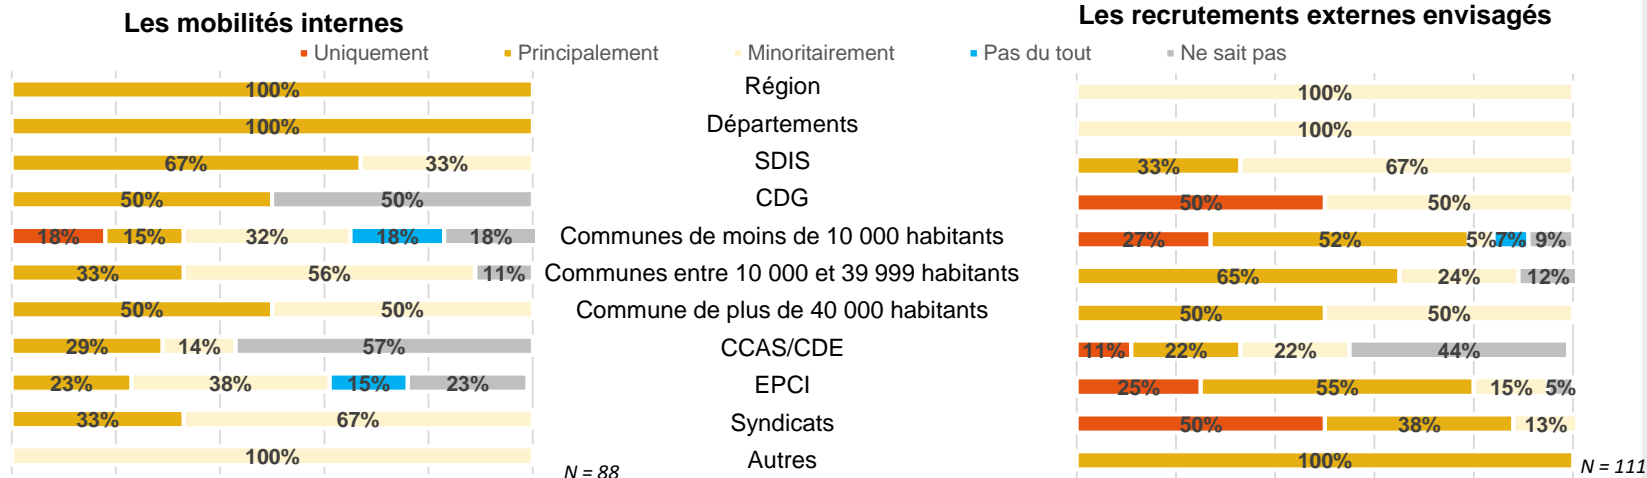 Les mobilités internes
Les recrutements externes envisagés
Uniquement Principalement Minoritairement Pas du tout Ne sait pas
100% Région 100%
100% Départements 100%
67% 33% SDIS 33% 67%
50% 50% CDG 50% 50%
18% 15% 32% 18% 18% Communes de moins de 10 000 habitants 27% 52% 5% 7% 9%
33% 56% 11% Communes entre 10 000 et 39 999 habitants 65% 24% 12%
50% 50% Commune de plus de 40 000 habitants 50% 50%
29% 14% 57% CCAS/CDE 11% 22% 22% 44%
23% 38% 15% 23% EPCI 25% 55% 15% 5%
33% 67% Syndicats 50% 38% 13%
100% Autres 100%
N = 88 N = 111